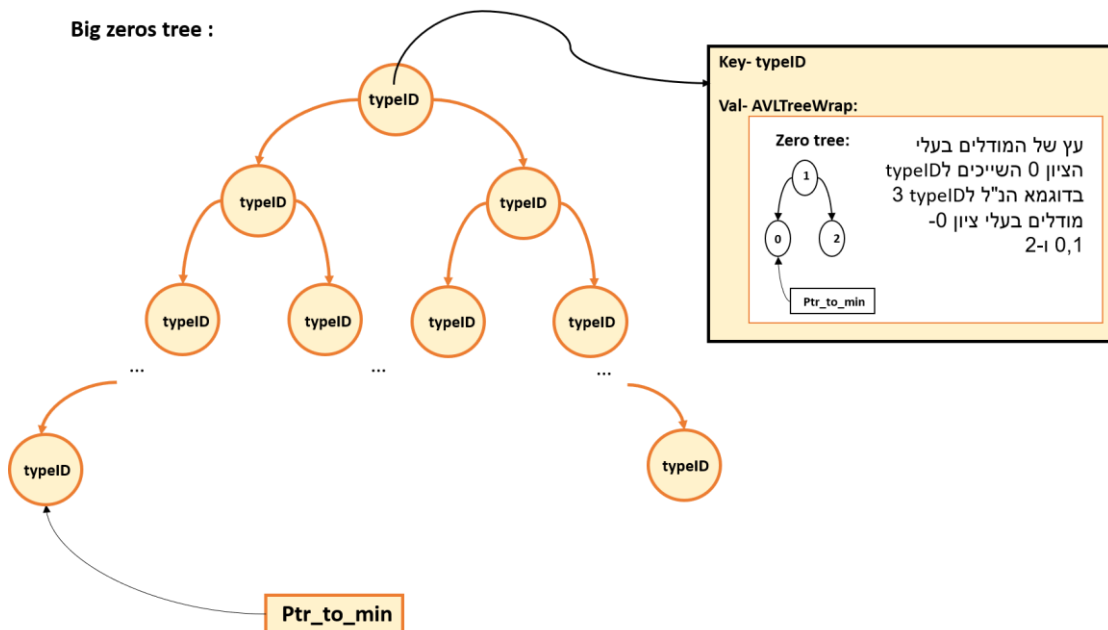 Big zeros tree :
typeID
Key- typeID
Val- AVLTreeWrap:
Zero tree:
עץ של המודלים בעלי
הציון 0 השייכים לtypeID
בדוגמא הנ"ל לtypeID 3
מודלים בעלי ציון 0-
0,1 ו-2
1
0
2
Ptr_to_min
typeID
typeID
typeID
typeID
typeID
typeID
...
...
...
typeID
typeID
Ptr_to_min